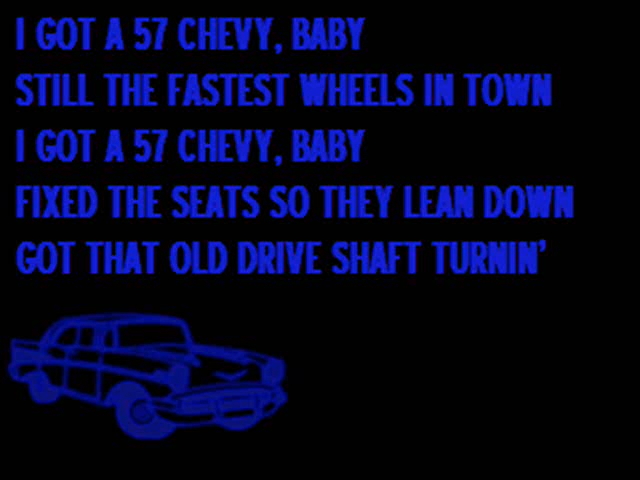 I GOT A 57 CHEVY, BABY
STILL THE FASTEST WHEELS IN TOWN
I GOT A 57 CHEVY, BABY
FIXED THE SEATS SO THEY LEAN DOWN
GOT THAT OLD DRIVE SHAFT TURNIN’